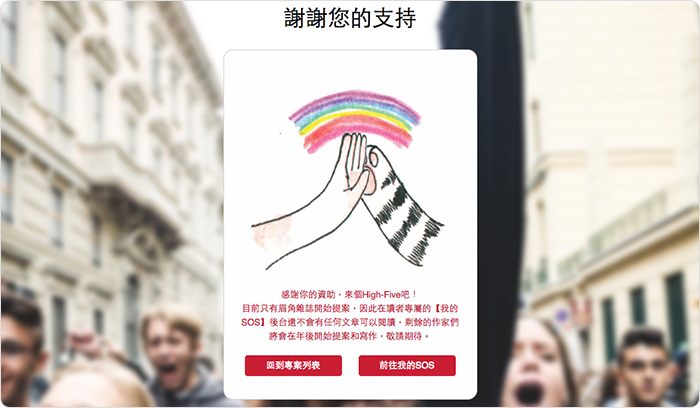 謝謝您的支持
感謝你的資助，來個High-Five吧！
目前只有眉角雜誌開始提案，因此在讀者專屬的【我的
SOS】後台還不會有任何文章可以閱讀，剩餘的作家們
將會在年後開始提案和寫作，敬請期待。
回到專案列表
前往我的SOS